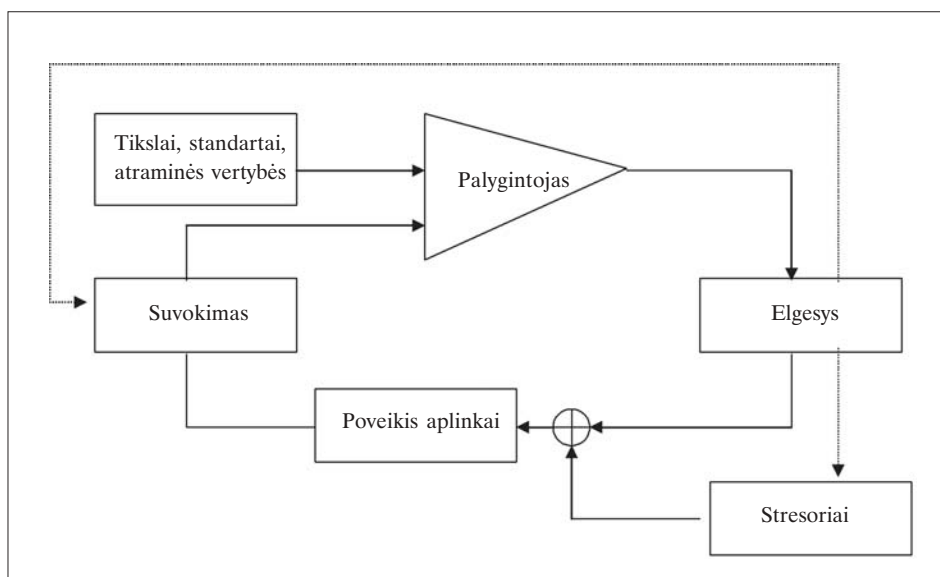 Tikslai, standartai,
atraminės vertybės
Palygintojas
Suvokimas
Elgesys
Poveikis aplinkai
Stresoriai